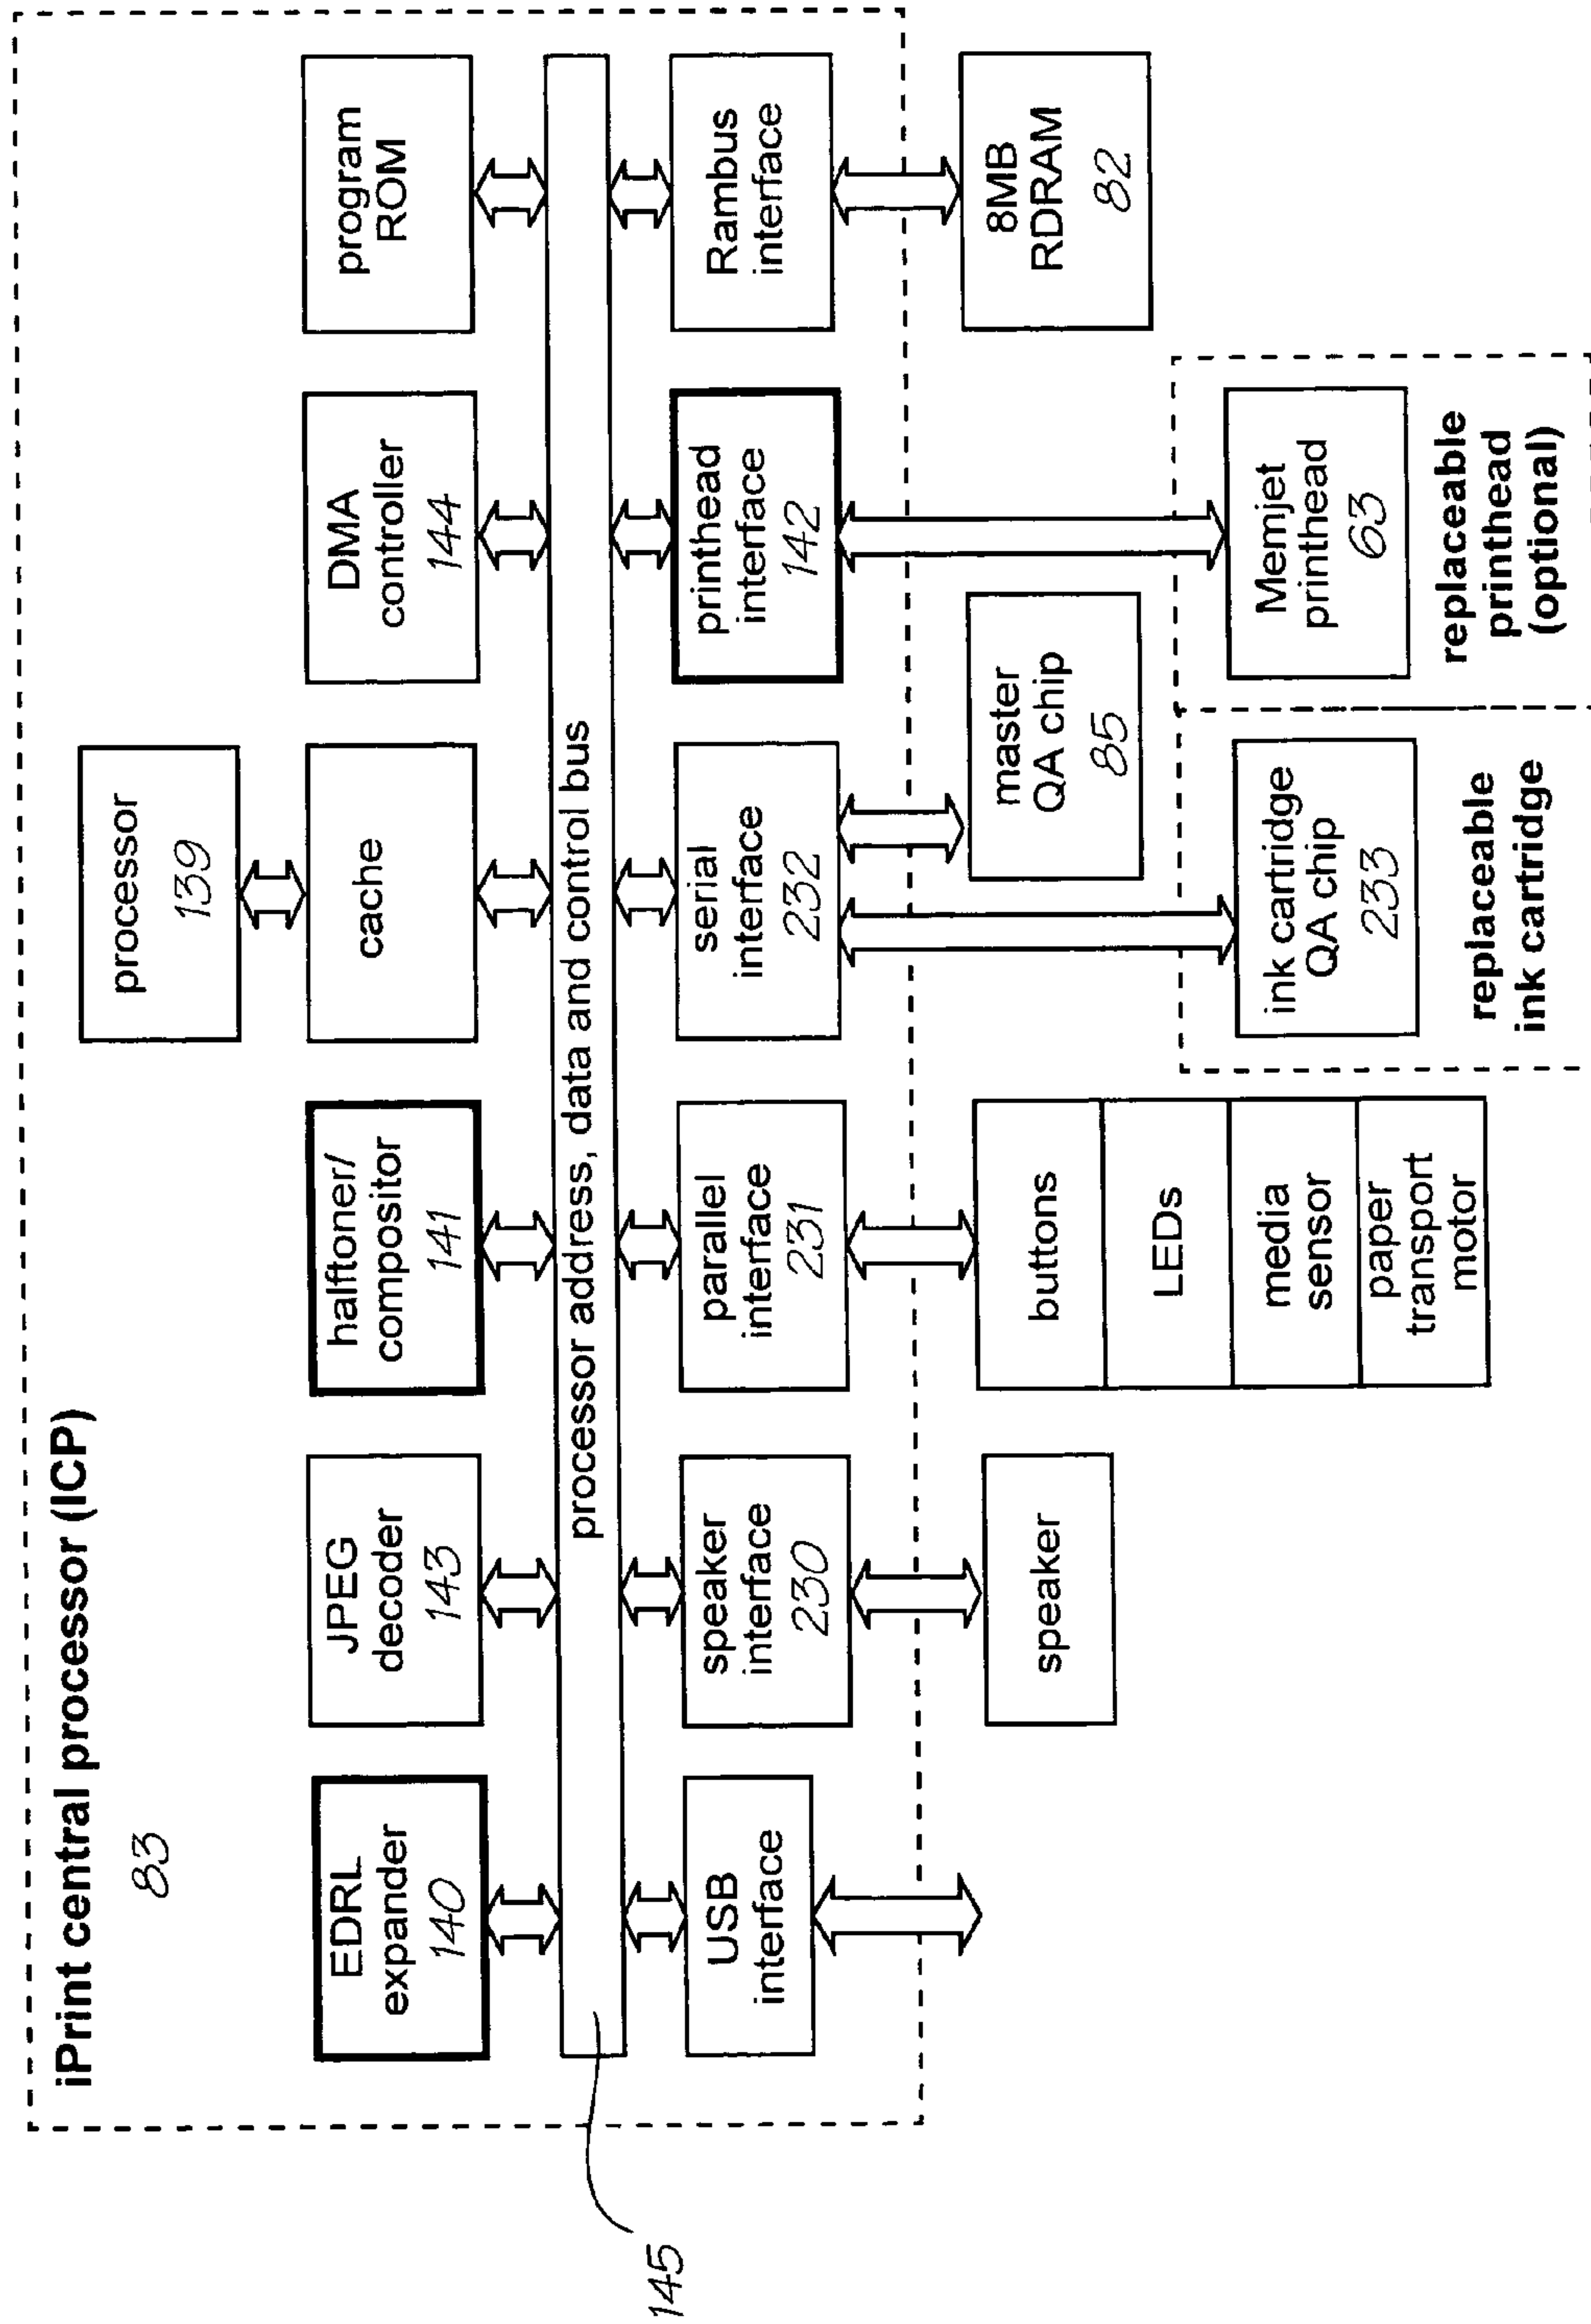 iPrint central processor (ICP)
83
processor
139
EDRL
expander
140
JPEG
decoder
143
halftoner/
compositor
141
cache
DMA
controller
144
program
ROM
processor address, data and control bus
145
USB
interface
speaker
interface
230
parallel
interface
231
serial
interface
232
printhead
interface
142
Rambus
interface
speaker
buttons
LEDs
media
sensor
paper
transport
motor
master
QA chip
85
8MB
RDRAM
82
ink cartridge
QA chip
233
replaceable
ink cartridge
Memjet
printhead
63
replaceable
printhead
(optional)